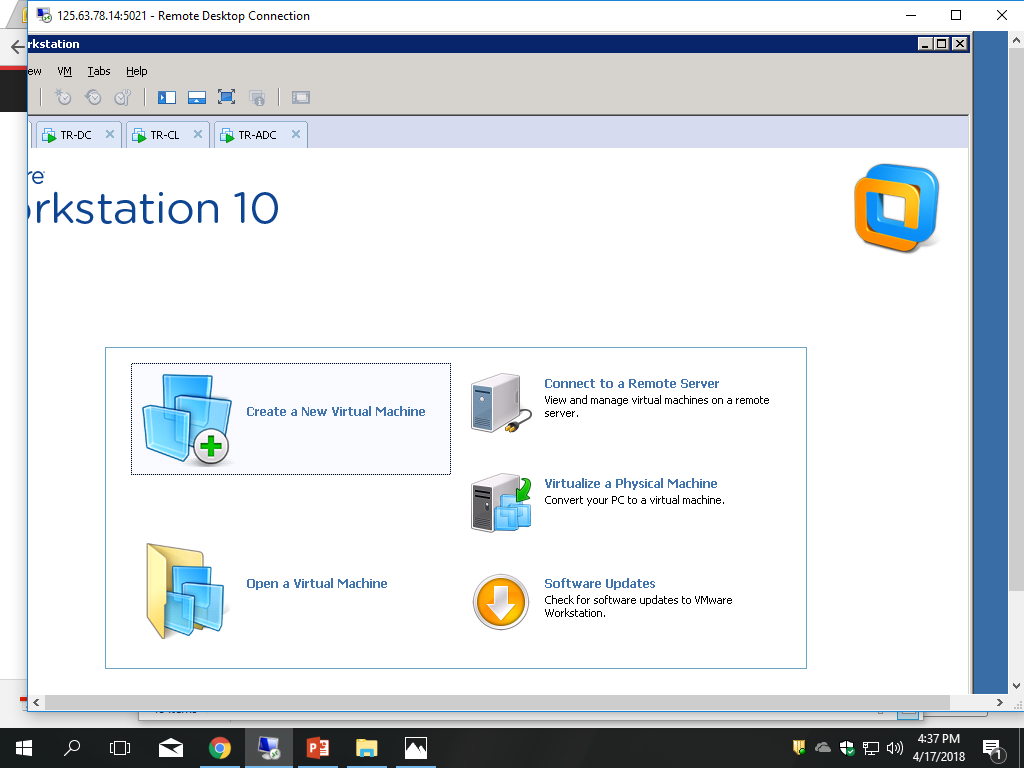 125.63.78.14:5021 - Remote Desktop Connection
rkstation
ew VM Tabs Help
TR-DC TR-CL TR-ADC
re
orkstation 10
Create a New Virtual Machine
Connect to a Remote Server
View and manage virtual machines on a remote
server.
Virtualize a Physical Machine
Convert your PC to a virtual machine.
Open a Virtual Machine
Software Updates
Check for software updates to VMware
Workstation.
4:37 PM
4/17/2018
1